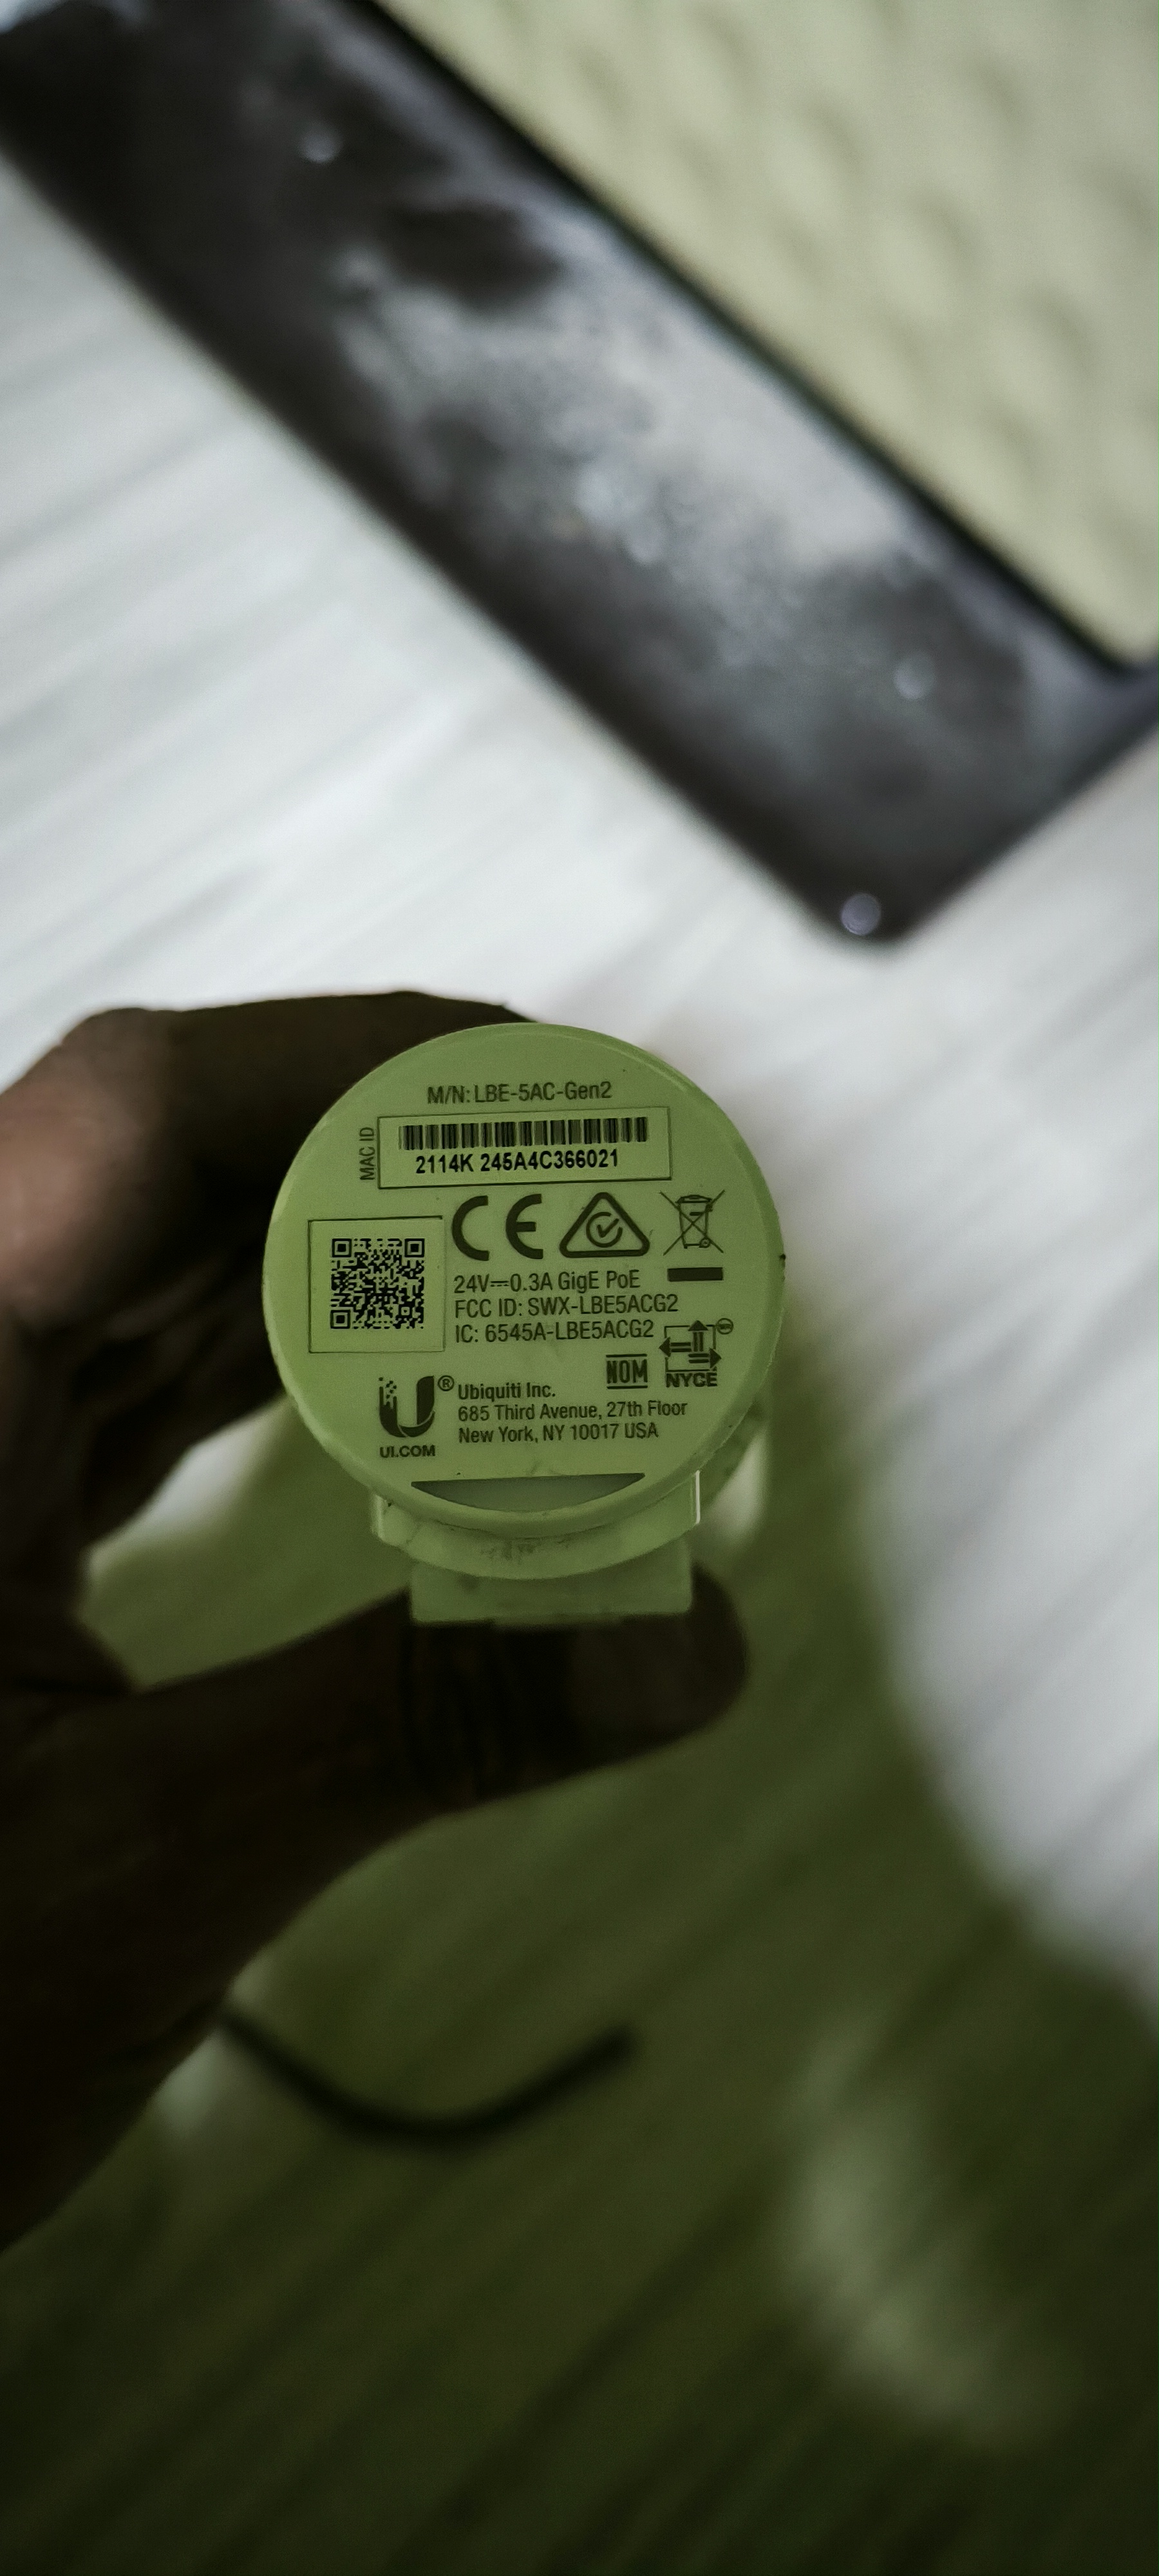 M/N: LBE-5AC-Gen2
MAC ID
2114K 245A4C366021
CE
24V⎓0.3A GigE PoE
FCC ID: SWX-LBE5ACG2
IC: 6545A-LBE5ACG2
NOM
NYCE
U®
UI.COM
Ubiquiti Inc.
685 Third Avenue, 27th Floor
New York, NY 10017 USA